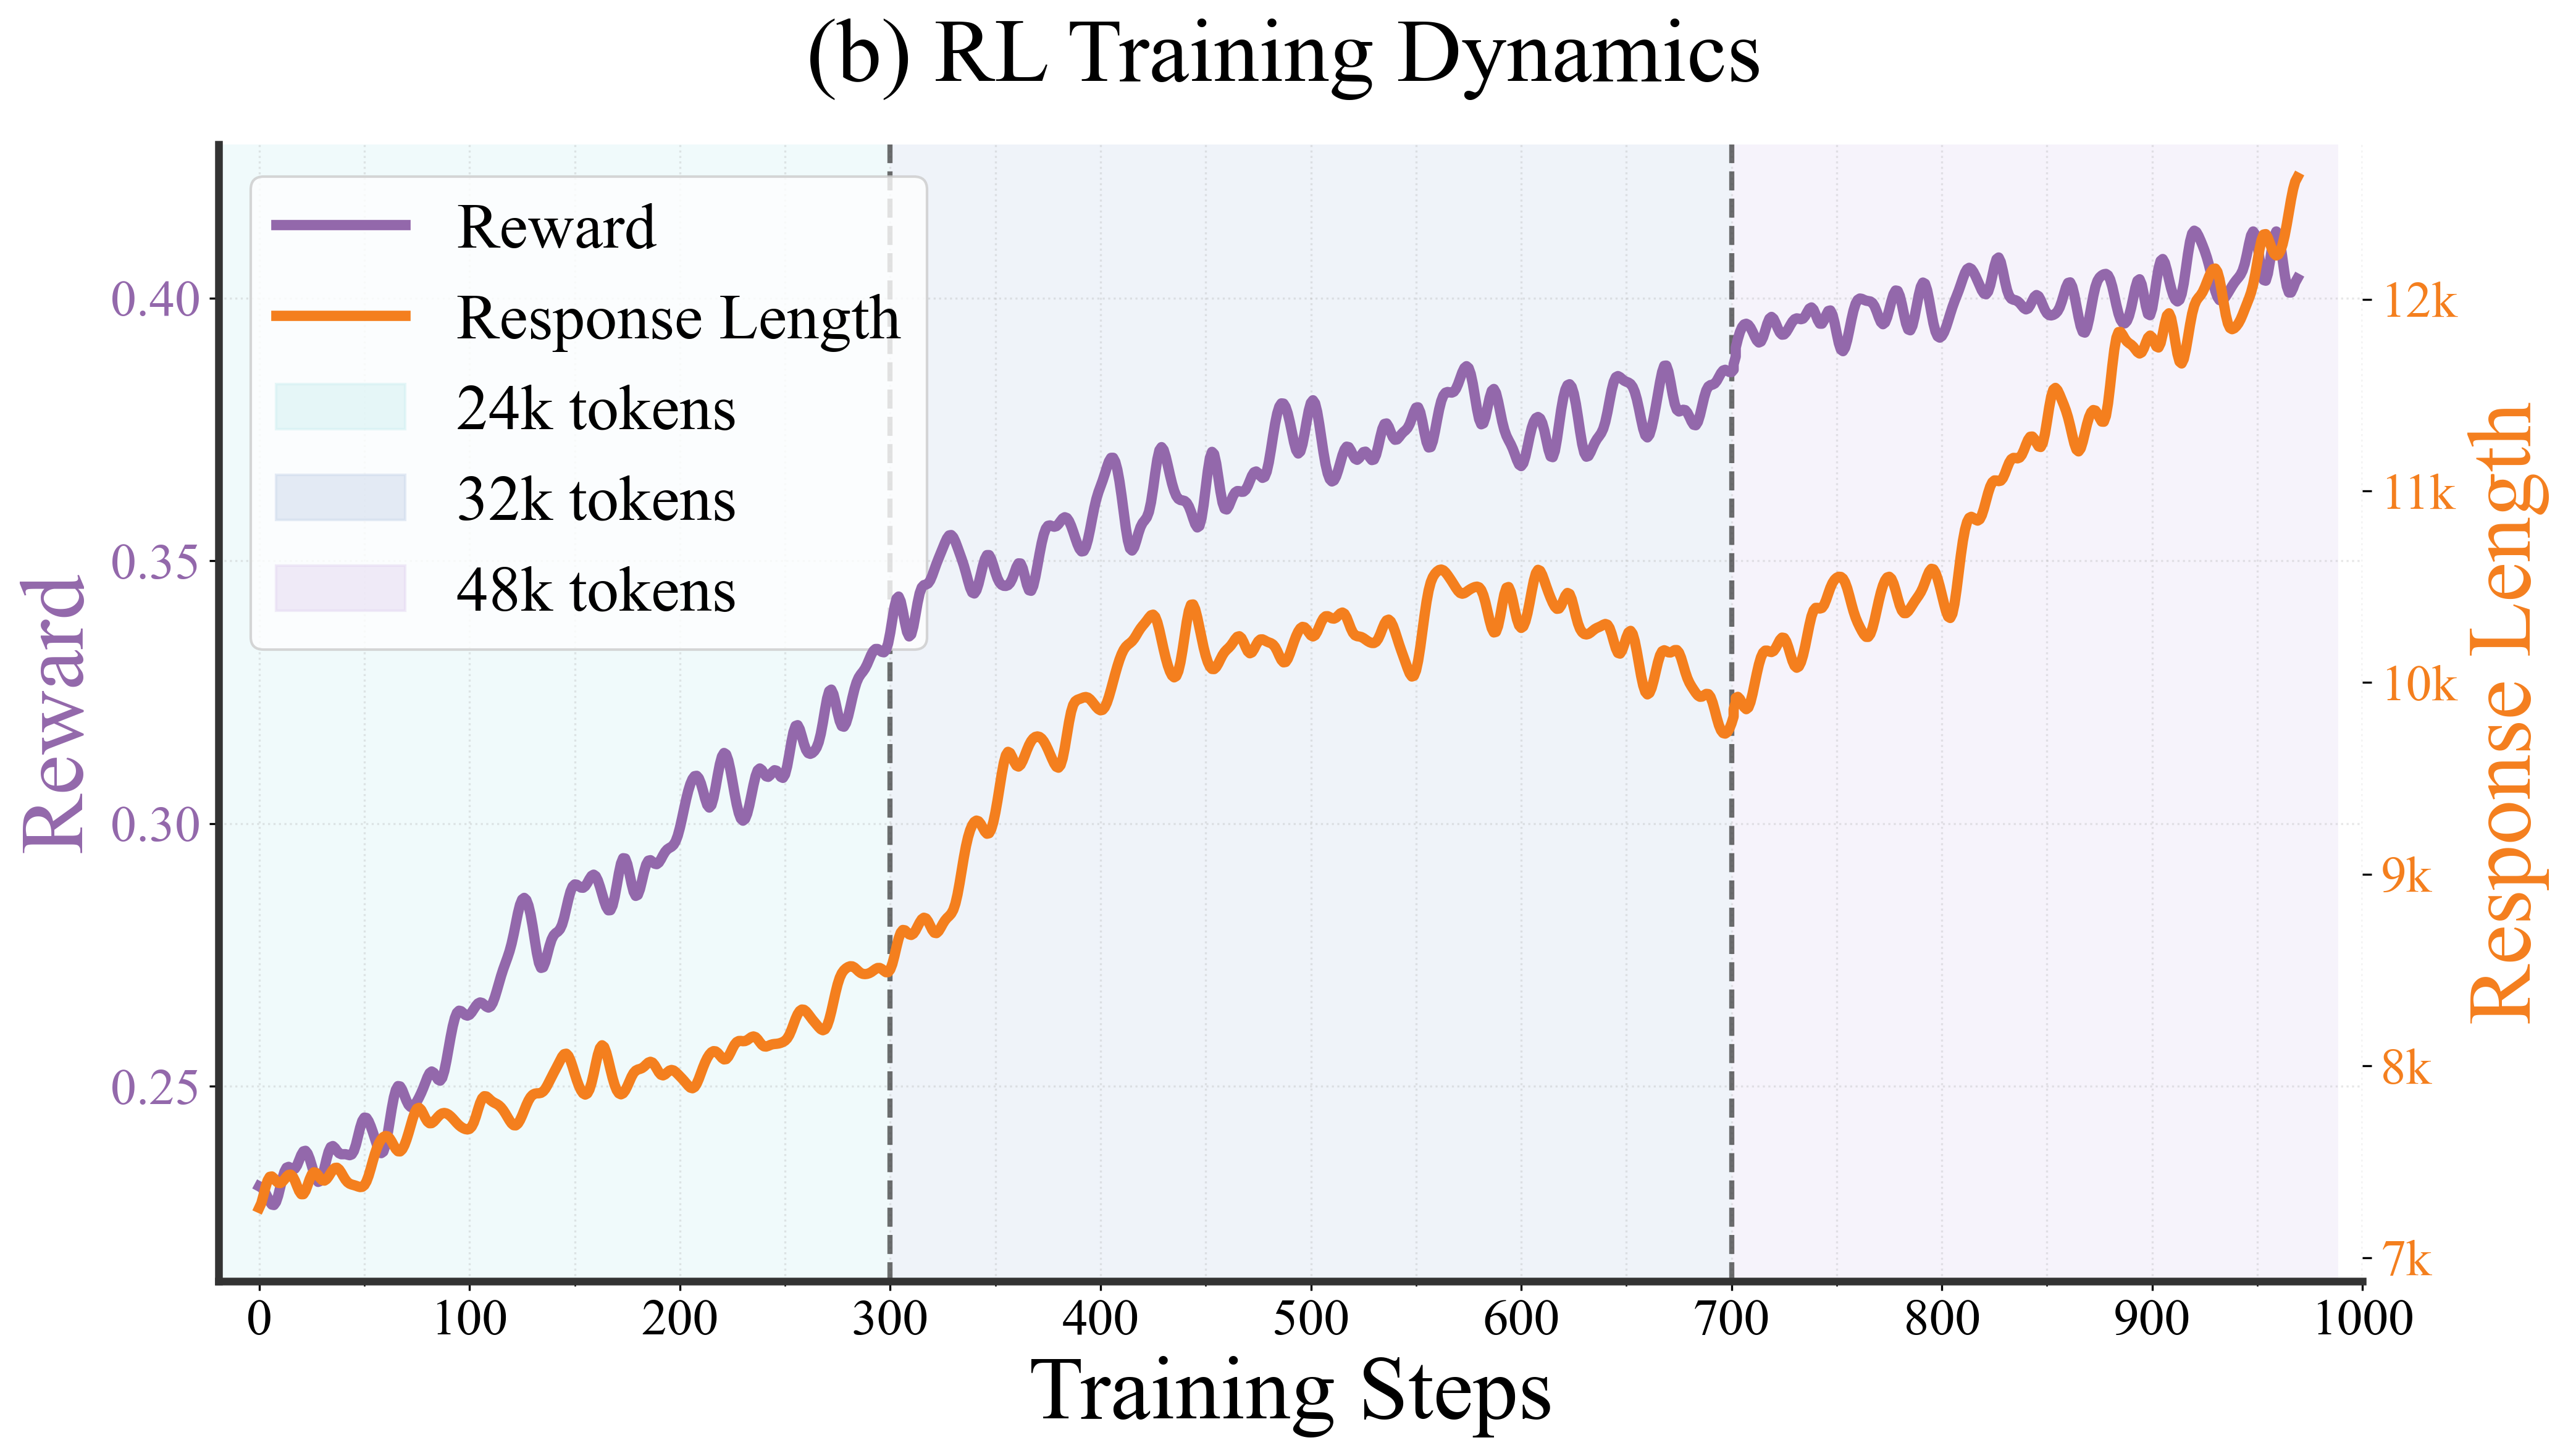 (b) RL Training Dynamics
Reward
Response Length
24k tokens
32k tokens
48k tokens
Reward
0.40
0.35
0.30
0.25
12k
11k
10k
9k
8k
7k
Response Length
0 100 200 300 400 500 600 700 800 900 1000
Training Steps